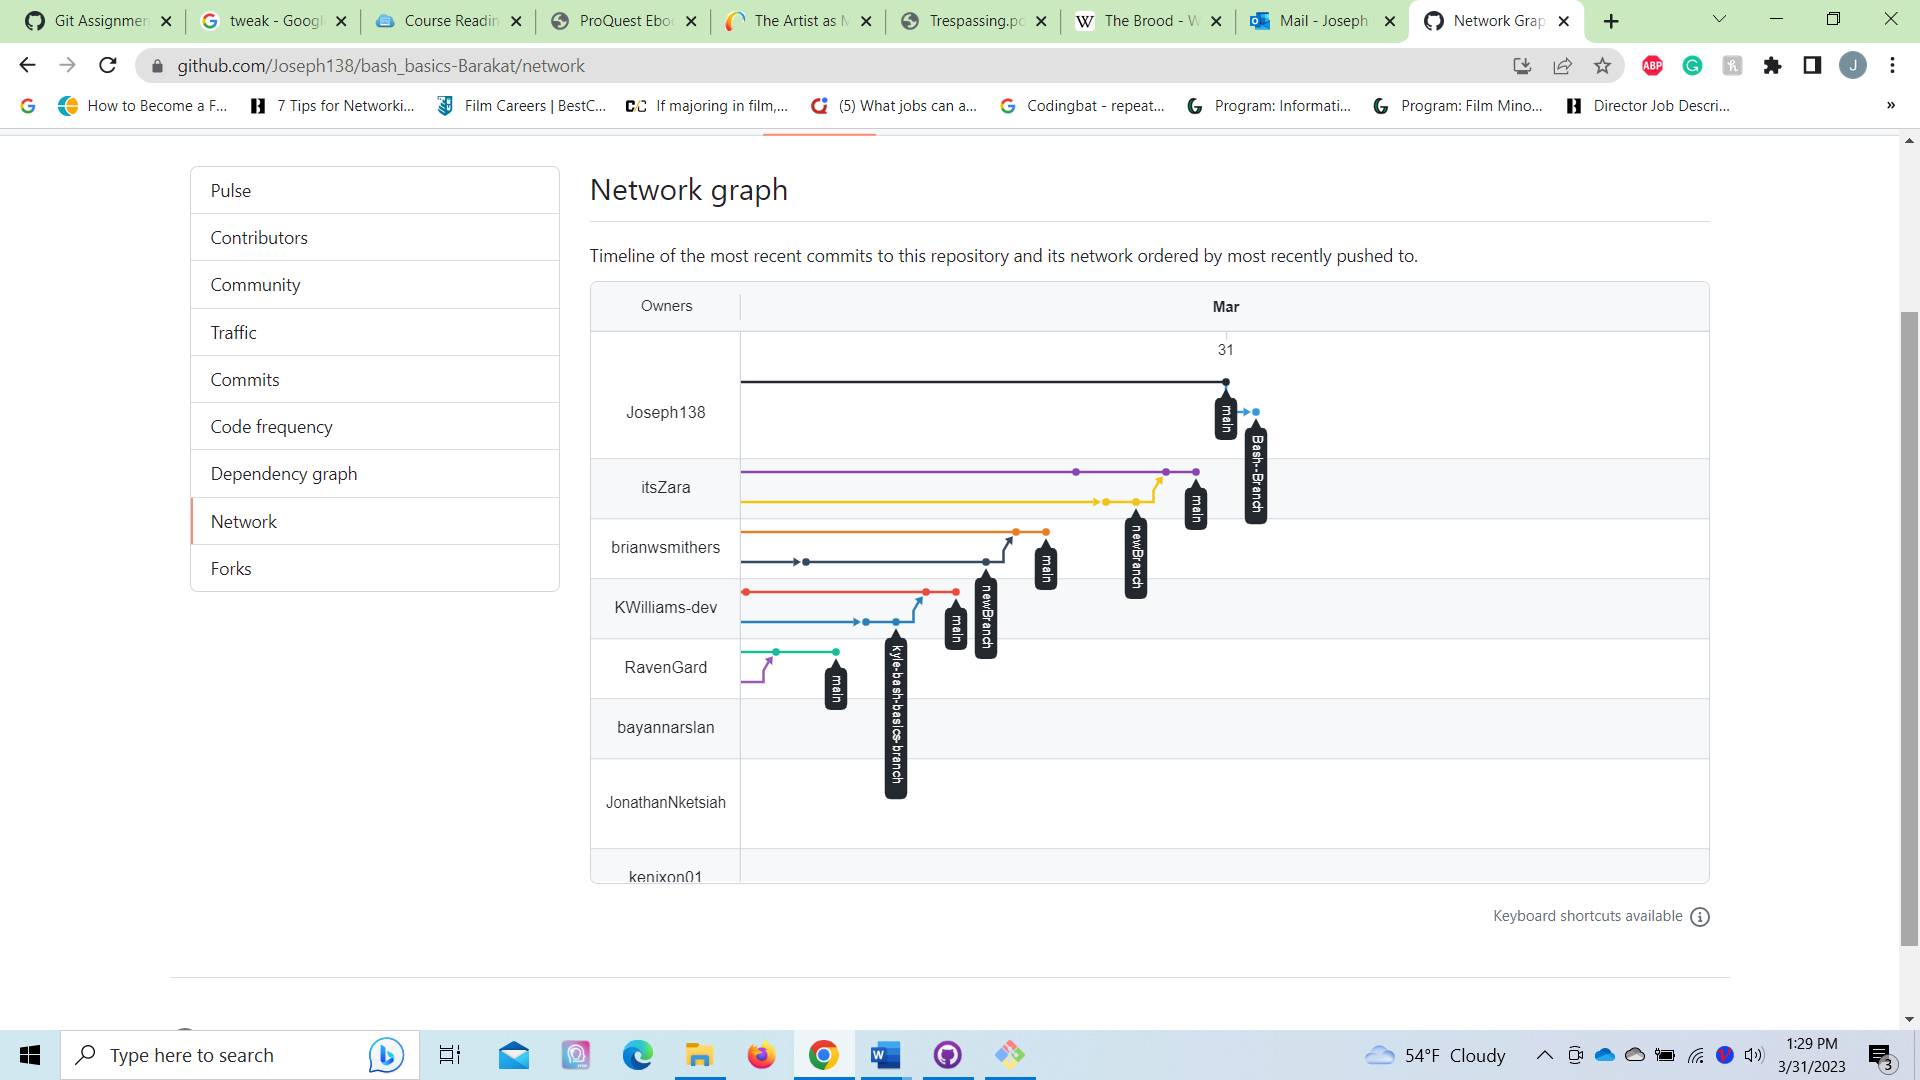 Git Assignmen
tweak - Googl
Course Readin
ProQuest Ebo
The Artist as M
Trespassing.pd
The Brood - W
Mail - Joseph
Network Grap
github.com/Joseph138/bash_basics-Barakat/network
ABP
J
How to Become a F...
7 Tips for Networki...
Film Careers | BestC...
If majoring in film,...
(5) What jobs can a...
Codingbat - repeat...
Program: Informati...
Program: Film Mino...
Director Job Descri...
»
Pulse
Contributors
Community
Traffic
Commits
Code frequency
Dependency graph
Network
Forks
Network graph
Timeline of the most recent commits to this repository and its network ordered by most recently pushed to.
Owners
Mar
31
Joseph138
main
Bash--Branch
itsZara
main
newBranch
brianwsmithers
main
newBranch
KWilliams-dev
main
kyle-bash-basics-branch
RavenGard
main
bayannarslan
JonathanNketsiah
kenixon01
Keyboard shortcuts available
Type here to search
54°F Cloudy
1:29 PM
3/31/2023
3